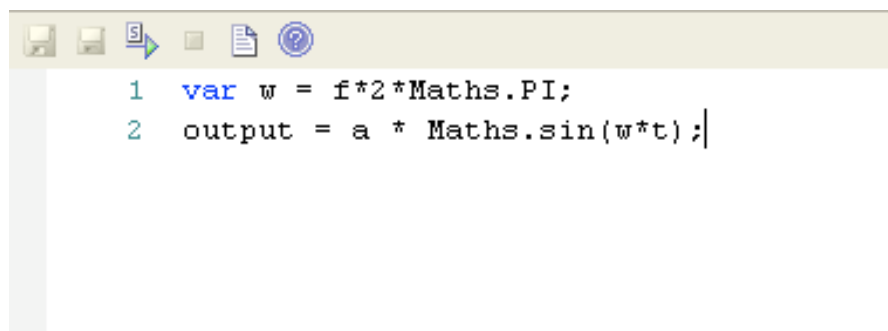 S
?
1 var w = f*2*Maths.PI;
2 output = a * Maths.sin(w*t);